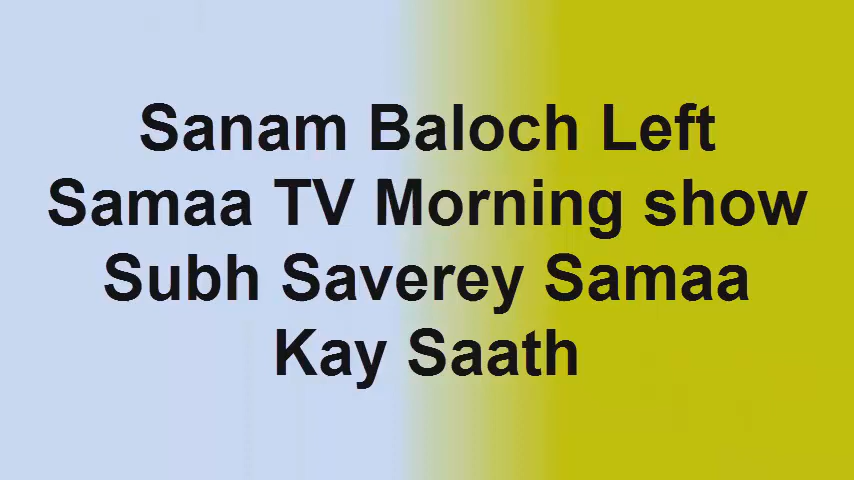 Sanam Baloch Left
Samaa TV Morning show
Subh Saverey Samaa
Kay Saath